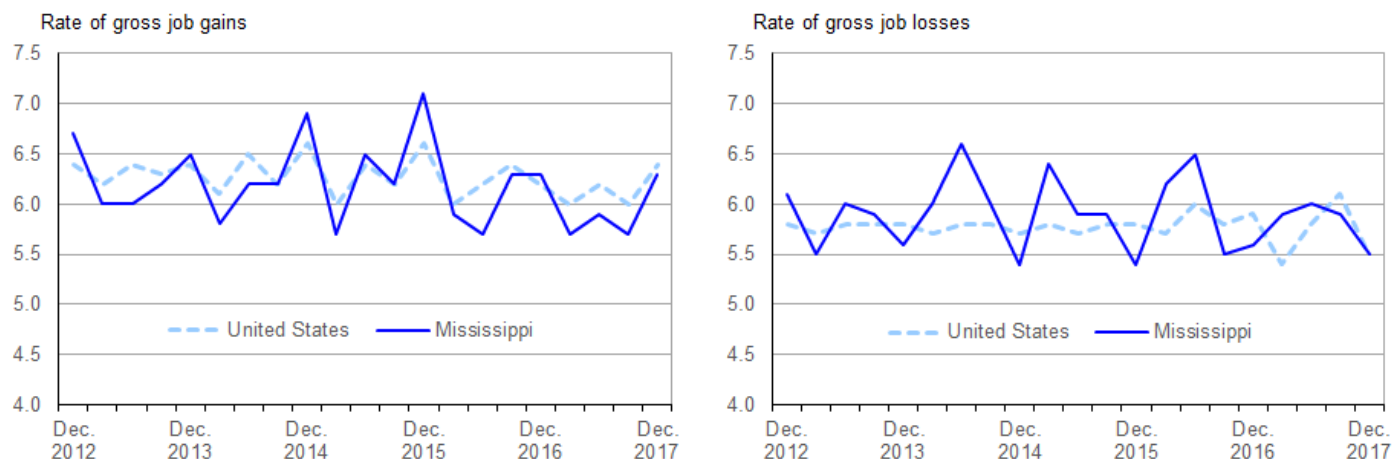 Rate of gross job gains
7.5
7.0
6.5
6.0
5.5
5.0
4.5
4.0
United States
Mississippi
Dec. 2012
Dec. 2013
Dec. 2014
Dec. 2015
Dec. 2016
Dec. 2017
Rate of gross job losses
7.5
7.0
6.5
6.0
5.5
5.0
4.5
4.0
United States
Mississippi
Dec. 2012
Dec. 2013
Dec. 2014
Dec. 2015
Dec. 2016
Dec. 2017